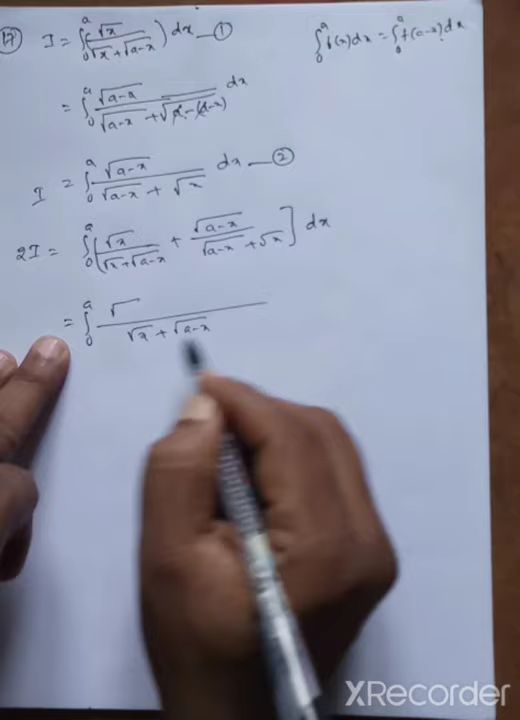 17 I = ∫₀ᵃ (√x / (√x + √(a-x))) dx — ①
∫₀ᵃ f(x)dx = ∫₀ᵃ f(a-x)dx
= ∫₀ᵃ √(a-x) / (√(a-x) + √(a-(a-x))) dx
I = ∫₀ᵃ √(a-x) / (√(a-x) + √x) dx — ②
2I = ∫₀ᵃ [√x / (√x + √(a-x)) + √(a-x) / (√(a-x) + √x)] dx
= ∫₀ᵃ √ / (√x + √(a-x))
XRecorder